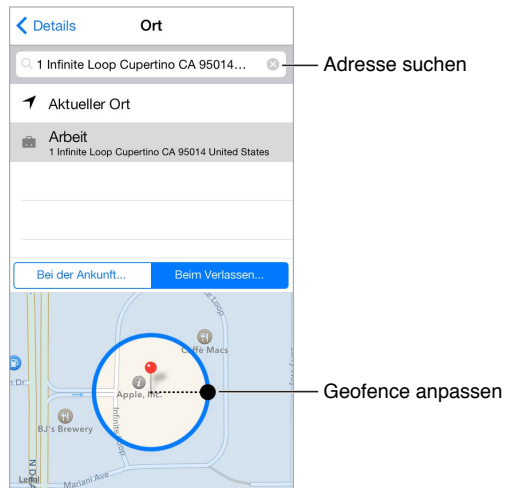 Details
Ort
1 Infinite Loop Cupertino CA 95014...
Adresse suchen
Aktueller Ort
Arbeit
1 Infinite Loop Cupertino CA 95014 United States
Bei der Ankunft...
Beim Verlassen...
Loop
Caffè Macs
n Dr
Apple, Inc.
Geofence anpassen
Infinite Loop
BJ's Brewery
N D
Legal
Mariani Ave